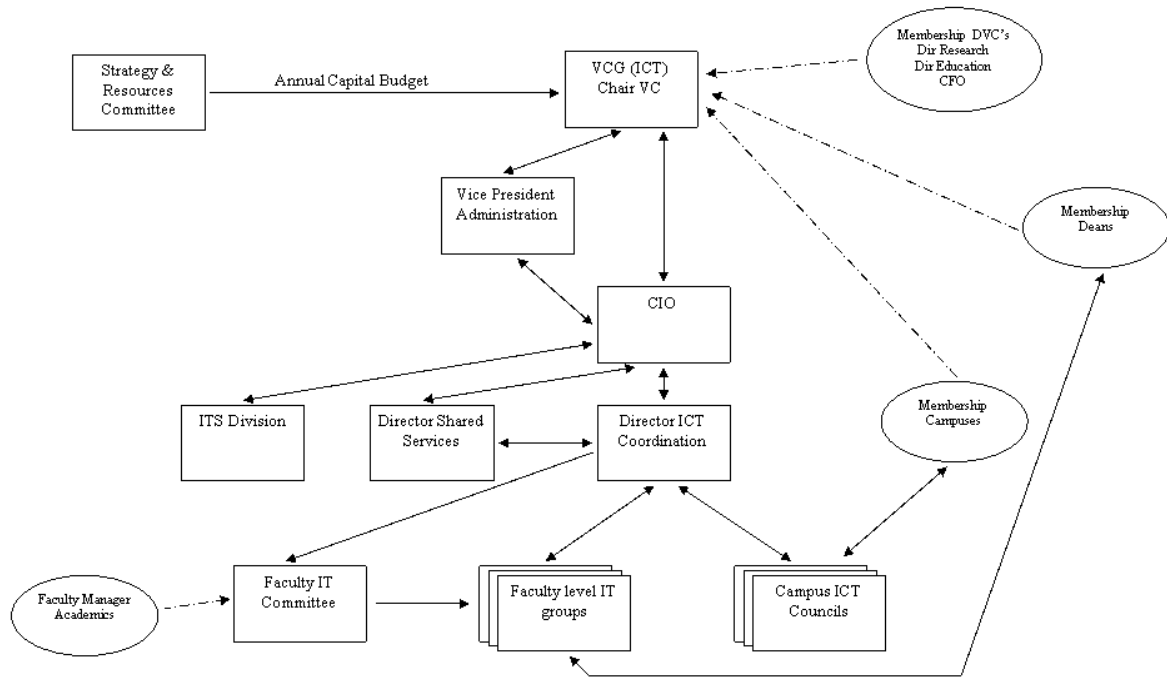 Membership DVC's
Dir Research
Dir Education
CFO
Strategy &
Resources
Committee
Annual Capital Budget
VCG (ICT)
Chair VC
Vice President
Administration
Membership
Deans
CIO
ITS Division
Director Shared
Services
Director ICT
Coordination
Membership
Campuses
Faculty Manager
Academics
Faculty IT
Committee
Faculty level IT
groups
Campus ICT
Councils